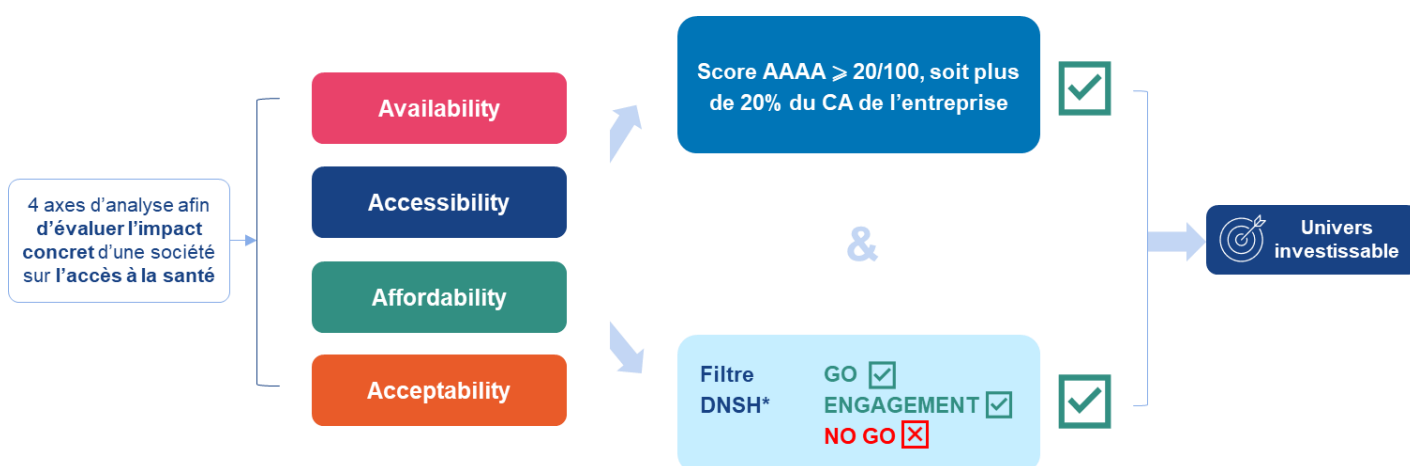 4 axes d’analyse afin
d’évaluer l’impact
concret d’une société
sur l’accès à la santé
Availability
Accessibility
Affordability
Acceptability
Score AAAA ⩾ 20/100, soit plus
de 20% du CA de l’entreprise
&
Filtre
DNSH*
GO
ENGAGEMENT
NO GO
Univers
investissable